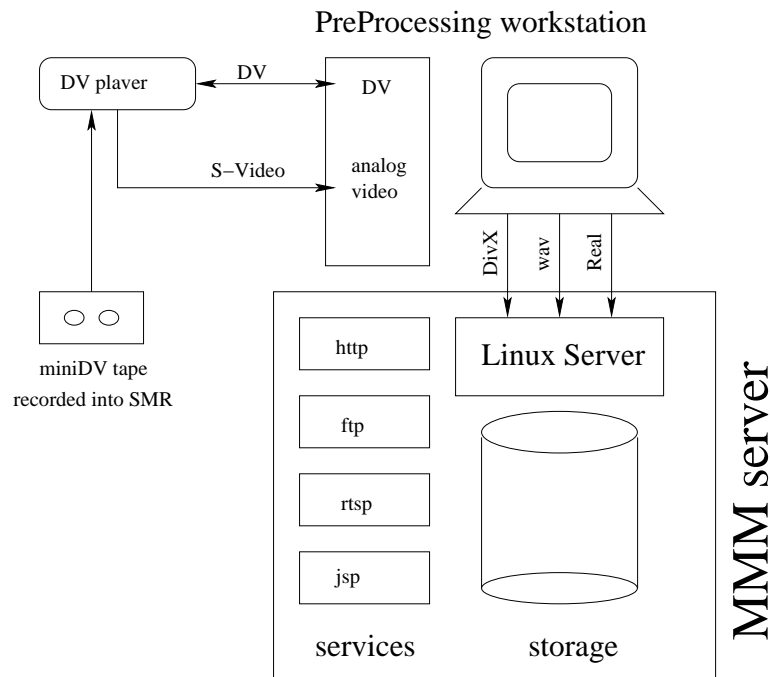 PreProcessing workstation
DV plaver
DV
DV
S−Video
analog
video
DivX
wav
Real
miniDV tape
recorded into SMR
http
Linux Server
ftp
rtsp
jsp
services
storage
MMM server